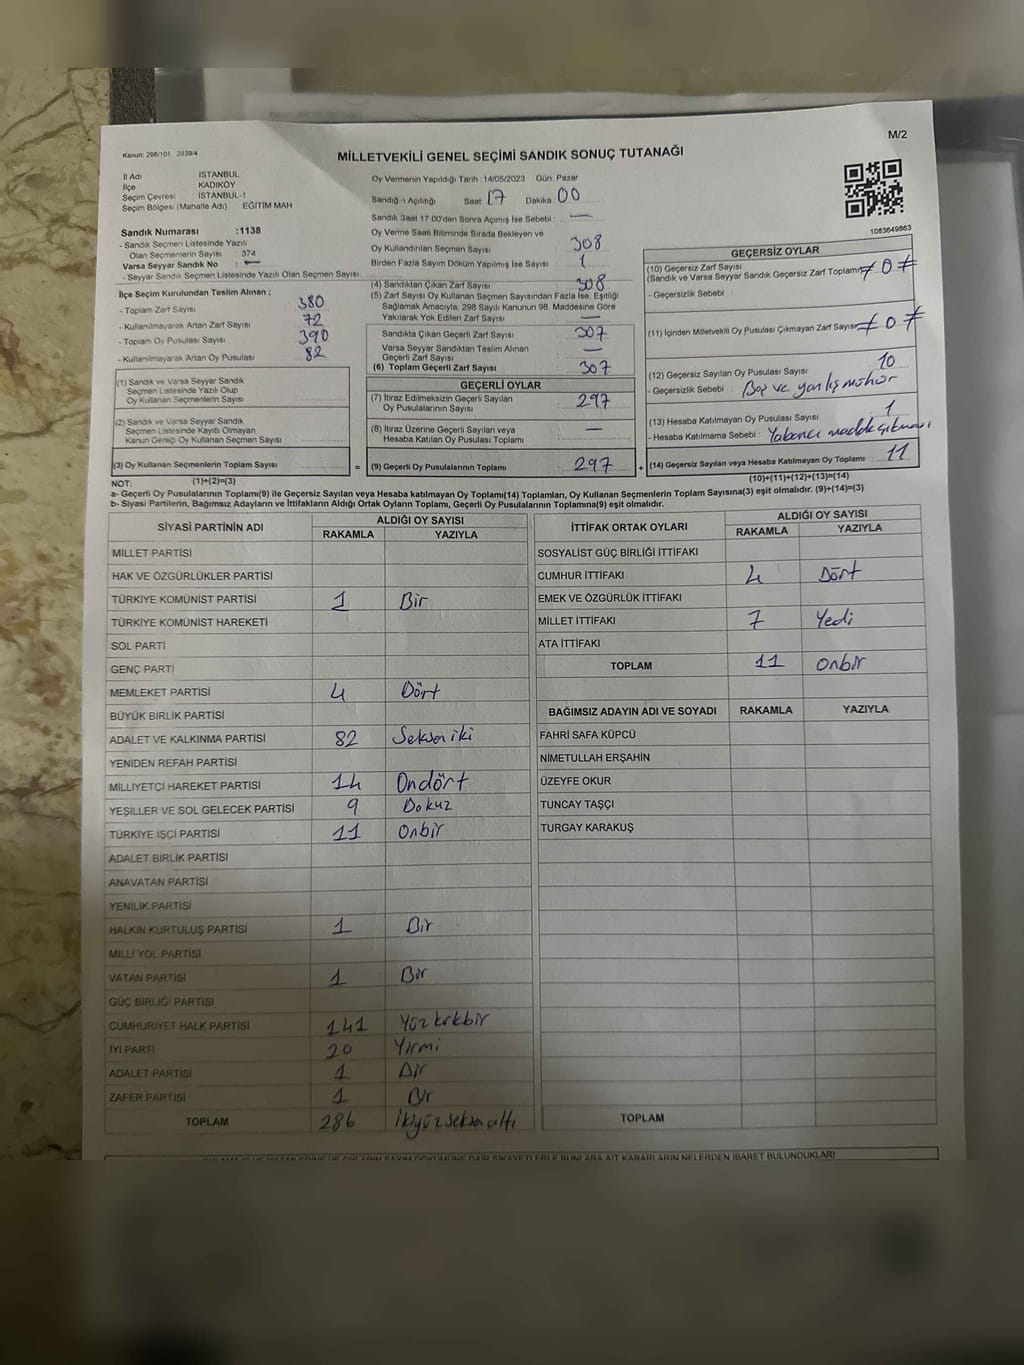 M/2
Kanun: 298/105 2839/4
MİLLETVEKİLİ GENEL SEÇİMİ SANDIK SONUÇ TUTANAĞI
İl Adı İSTANBUL
İlçe KADIKÖY
Seçim Çevresi İSTANBUL-1
Seçim Bölgesi (Mahalle Adı) EĞİTİM MAH
Oy Vermenin Yapıldığı Tarih :14/05/2023 Gün: Pazar
Sandığın Açıldığı Saat 17 Dakika 00
Sandık Saat 17:00'den Sonra Açımış İse Sebebi: —
Oy Verme Saati Bitiminde Sırada Bekleyen ve
Oy Kullandırılan Seçmen Sayısı 308
Birden Fazla Sayım Döküm Yapılmış İse Sayısı 1
1083649863
Sandık Numarası :1138
- Sandık Seçmen Listesinde Yazılı
Olan Seçmenlerin Sayısı 374
Varsa Seyyar Sandık No : —
- Seyyar Sandık Seçmen Listesinde Yazılı Olan Seçmen Sayısı
İlçe Seçim Kurulundan Teslim Alınan ;
- Toplam Zarf Sayısı 380
- Kullanılmayarak Artan Zarf Sayısı 72
- Toplam Oy Pusulası Sayısı 390
- Kullanılmayarak Artan Oy Pusulası 82
(1) Sandık ve Varsa Seyyar Sandık
Seçmen Listesinde Yazılı Olup
Oy Kullanan Seçmenlerin Sayısı
(2) Sandık ve Varsa Seyyar Sandık
Seçmen Listesinde Kayıtlı Olmayan
Kanun Gereği Oy Kullanan Seçmen Sayısı
(3) Oy Kullanan Seçmenlerin Toplam Sayısı =
(1)+(2)=(3)
(4) Sandıktan Çıkan Zarf Sayısı 308
(5) Zarf Sayısı Oy Kullanan Seçmen Sayısından Fazla İse, Eşitliği
Sağlamak Amacıyla, 298 Sayılı Kanunun 98. Maddesine Göre
Yakılarak Yok Edilen Zarf Sayısı —
Sandıkta Çıkan Geçerli Zarf Sayısı 307
Varsa Seyyar Sandıktan Teslim Alınan
Geçerli Zarf Sayısı —
(6) Toplam Geçerli Zarf Sayısı 307
GEÇERLİ OYLAR
(7) İtiraz Edilmeksizin Geçerli Sayılan
Oy Pusulalarının Sayısı 297
(8) İtiraz Üzerine Geçerli Sayılan veya
Hesaba Katılan Oy Pusulası Toplamı —
(9) Geçerli Oy Pusulalarının Toplamı 297 +
GEÇERSİZ OYLAR
(10) Geçersiz Zarf Sayısı
(Sandık ve Varsa Seyyar Sandık Geçersiz Zarf Toplamı) ≠ 0 ≠
- Geçersizlik Sebebi :
(11) İçinden Milletvekili Oy Pusulası Çıkmayan Zarf Sayısı ≠ 0 ≠
(12) Geçersiz Sayılan Oy Pusulası Sayısı 10
- Geçersizlik Sebebi : Boş ve yanlış mühür
(13) Hesaba Katılmayan Oy Pusulası Sayısı 1
- Hesaba Katılmama Sebebi : Yabancı madde çıkması
(14) Geçersiz Sayılan veya Hesaba Katılmayan Oy Toplamı 11
(10)+(11)+(12)+(13)=(14)
NOT:
a- Geçerli Oy Pusulalarının Toplamı(9) ile Geçersiz Sayılan veya Hesaba katılmayan Oy Toplamı(14) Toplamları, Oy Kullanan Seçmenlerin Toplam Sayısına(3) eşit olmalıdır. (9)+(14)=(3)
b- Siyasi Partilerin, Bağımsız Adayların ve İttifakların Aldığı Ortak Oyların Toplamı, Geçerli Oy Pusulalarının Toplamına(9) eşit olmalıdır.
SİYASİ PARTİNİN ADI ALDIĞI OY SAYISI
RAKAMLA YAZIYLA
MİLLET PARTİSİ
HAK VE ÖZGÜRLÜKLER PARTİSİ
TÜRKİYE KOMÜNİST PARTİSİ 1 Bir
TÜRKİYE KOMÜNİST HAREKETİ
SOL PARTİ
GENÇ PARTİ
MEMLEKET PARTİSİ 4 Dört
BÜYÜK BİRLİK PARTİSİ
ADALET VE KALKINMA PARTİSİ 82 Seksen iki
YENİDEN REFAH PARTİSİ
MİLLİYETÇİ HAREKET PARTİSİ 14 Ondört
YEŞİLLER VE SOL GELECEK PARTİSİ 9 Dokuz
TÜRKİYE İŞÇİ PARTİSİ 11 Onbir
ADALET BİRLİK PARTİSİ
ANAVATAN PARTİSİ
YENİLİK PARTİSİ
HALKIN KURTULUŞ PARTİSİ 1 Bir
MİLLİ YOL PARTİSİ
VATAN PARTİSİ 1 Bir
GÜÇ BİRLİĞİ PARTİSİ
CUMHURİYET HALK PARTİSİ 141 Yüz kırkbir
İYİ PARTİ 20 Yirmi
ADALET PARTİSİ 1 Bir
ZAFER PARTİSİ 1 Bir
TOPLAM 286 ikiyüz seksen altı
İTTİFAK ORTAK OYLARI ALDIĞI OY SAYISI
RAKAMLA YAZIYLA
SOSYALİST GÜÇ BİRLİĞİ İTTİFAKI
CUMHUR İTTİFAKI 4 Dört
EMEK VE ÖZGÜRLÜK İTTİFAKI
MİLLET İTTİFAKI 7 Yedi
ATA İTTİFAKI
TOPLAM 11 Onbir
BAĞIMSIZ ADAYIN ADI VE SOYADI RAKAMLA YAZIYLA
FAHRİ SAFA KÜPCÜ
NİMETULLAH ERŞAHİN
ÜZEYFE OKUR
TUNCAY TAŞÇI
TURGAY KARAKUŞ
TOPLAM